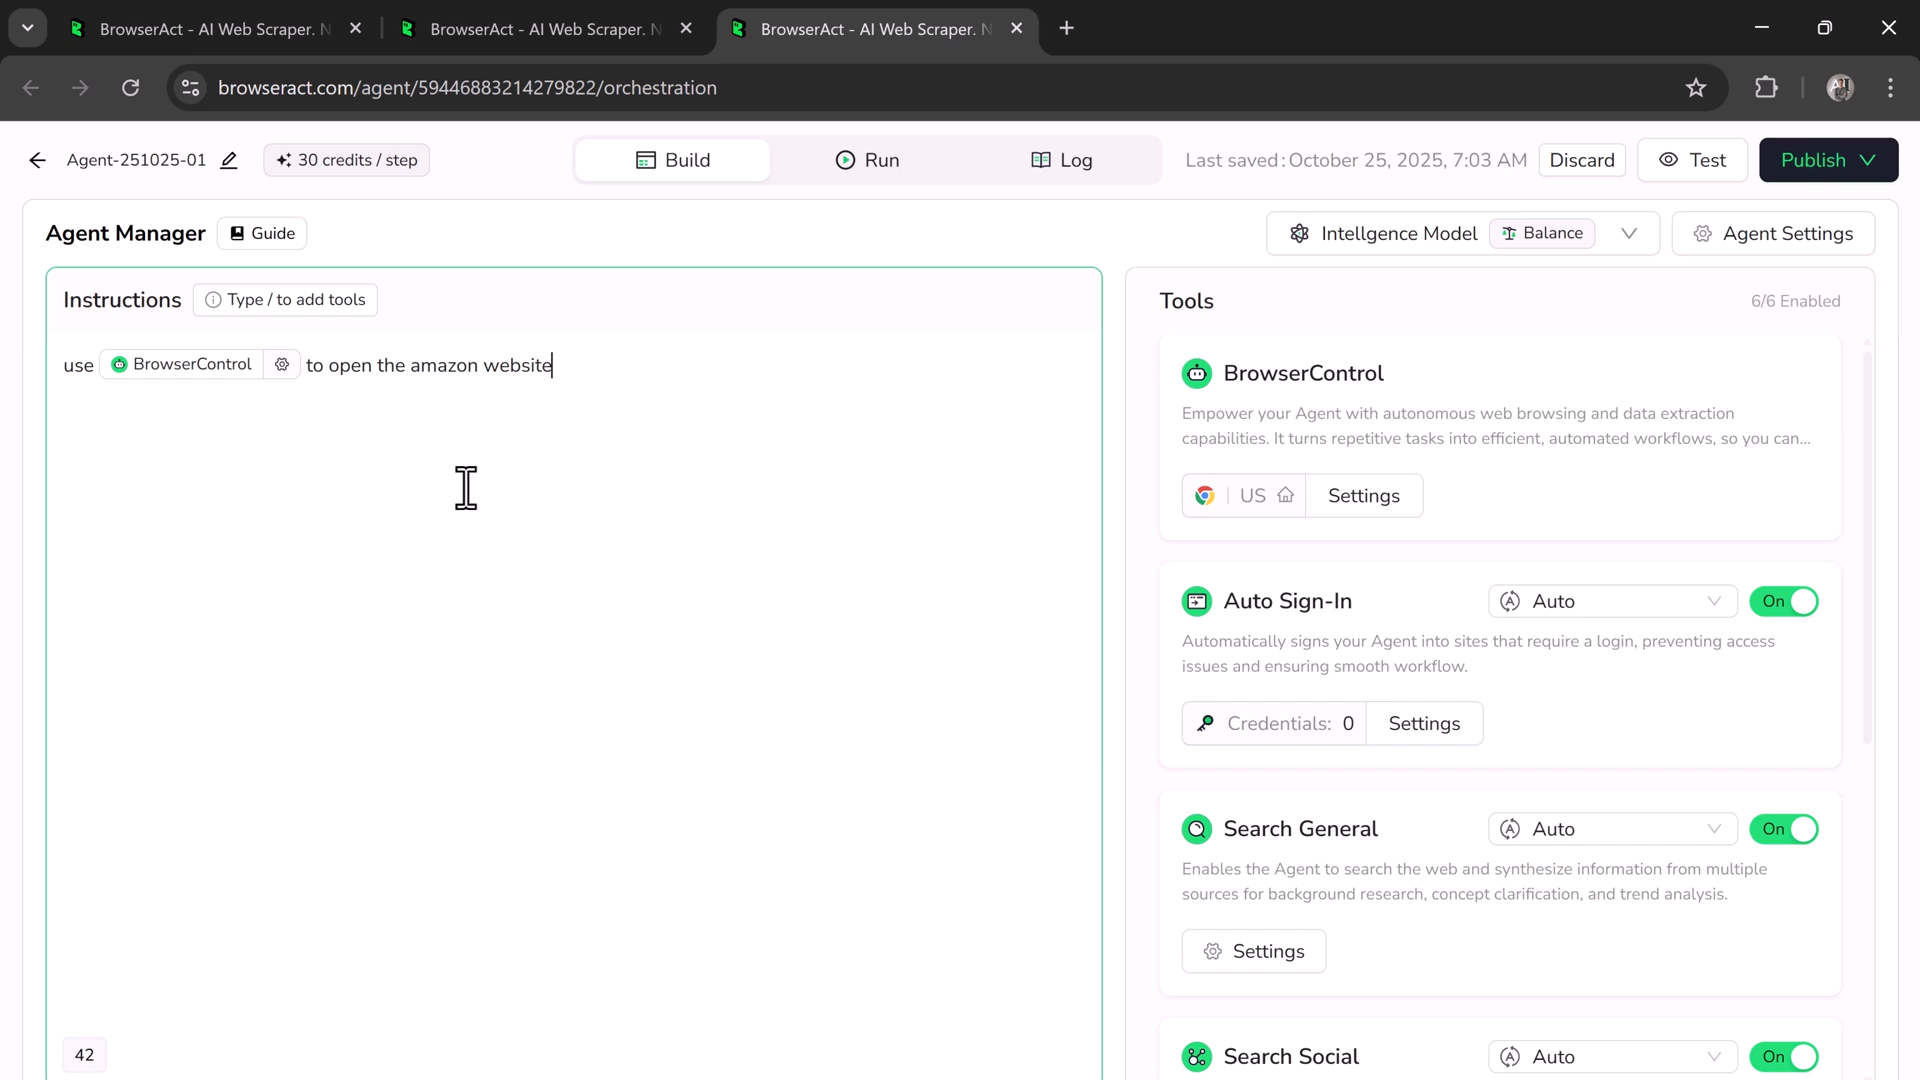 BrowserAct - AI Web Scraper. N
BrowserAct - AI Web Scraper. N
BrowserAct - AI Web Scraper. N
browseract.com/agent/59446883214279822/orchestration
Agent-251025-01
30 credits / step
Build
Run
Log
Last saved : October 25, 2025, 7:03 AM
Discard
Test
Publish
Agent Manager
Guide
Intellgence Model
Balance
Agent Settings
Instructions
Type / to add tools
use BrowserControl to open the amazon website
42
Tools
6/6 Enabled
BrowserControl
Empower your Agent with autonomous web browsing and data extraction
capabilities. It turns repetitive tasks into efficient, automated workflows, so you can...
US
Settings
Auto Sign-In
Auto
On
Automatically signs your Agent into sites that require a login, preventing access
issues and ensuring smooth workflow.
Credentials: 0
Settings
Search General
Auto
On
Enables the Agent to search the web and synthesize information from multiple
sources for background research, concept clarification, and trend analysis.
Settings
Search Social
Auto
On